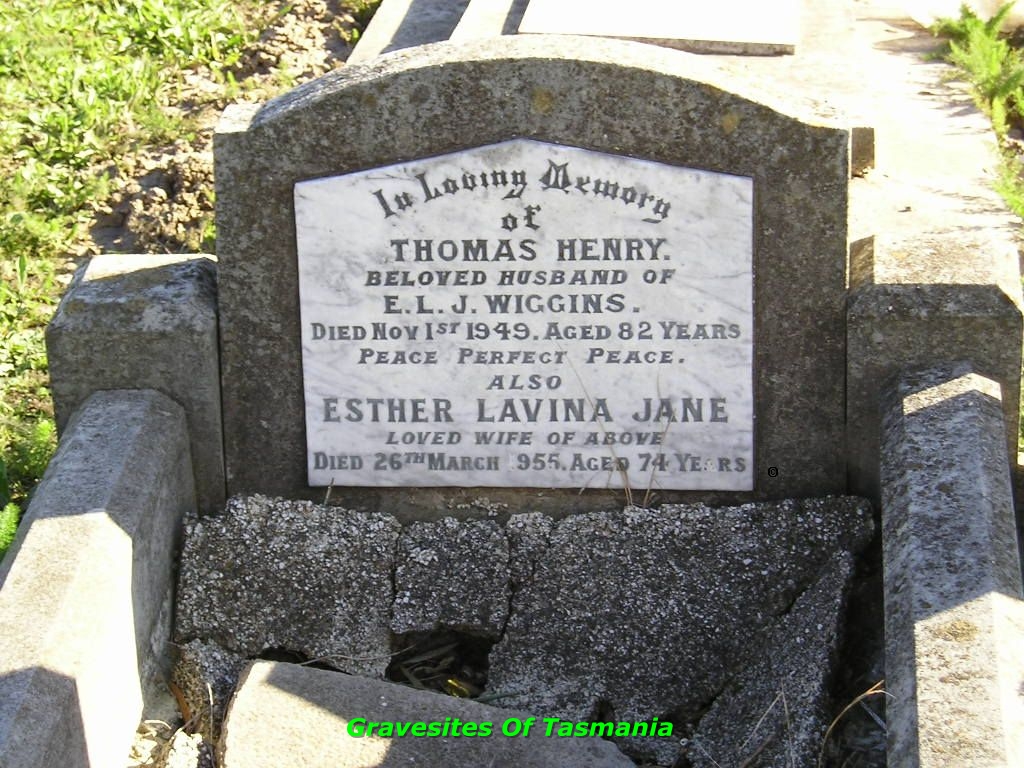 In Loving Memory
of
THOMAS HENRY.
BELOVED HUSBAND OF
E. L. J. WIGGINS.
DIED NOV 1ST 1949. AGED 82 YEARS
PEACE PERFECT PEACE.
ALSO
ESTHER LAVINA JANE
LOVED WIFE OF ABOVE
DIED 26TH MARCH 1955. AGED 74 YEARS
©
Gravesites Of Tasmania